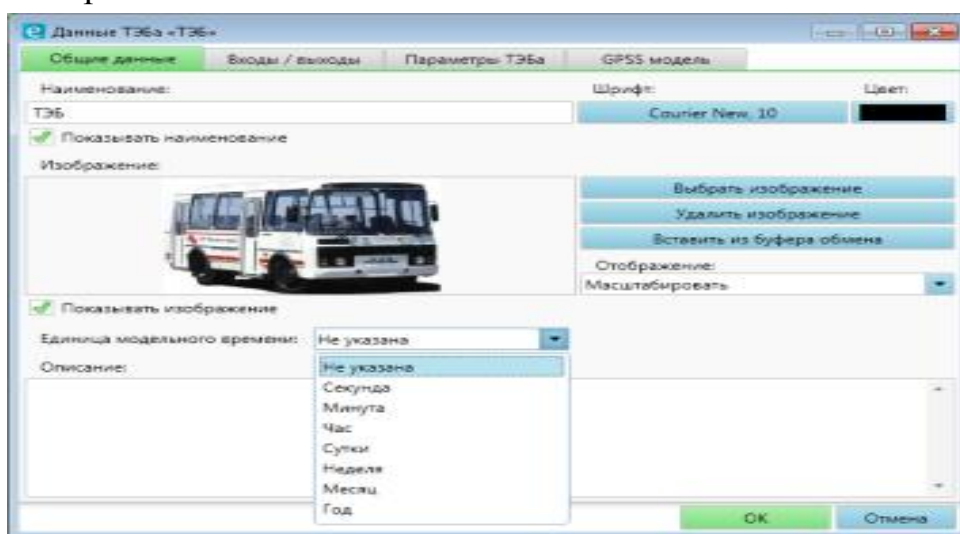 Данные ТЭБа «ТЭБ»
Общие данные Входы / выходы Параметры ТЭБа GPSS модель
Наименование: Шрифт: Цвет:
ТЭБ Courier New, 10
Показывать наименование
Изображение:
Выбрать изображение
Удалить изображение
Вставить из буфера обмена
Отображение:
Масштабировать
Показывать изображение
Единица модельного времени: Не указана
Описание: Не указана
Секунда
Минута
Час
Сутки
Неделя
Месяц
Год
OK Отмена